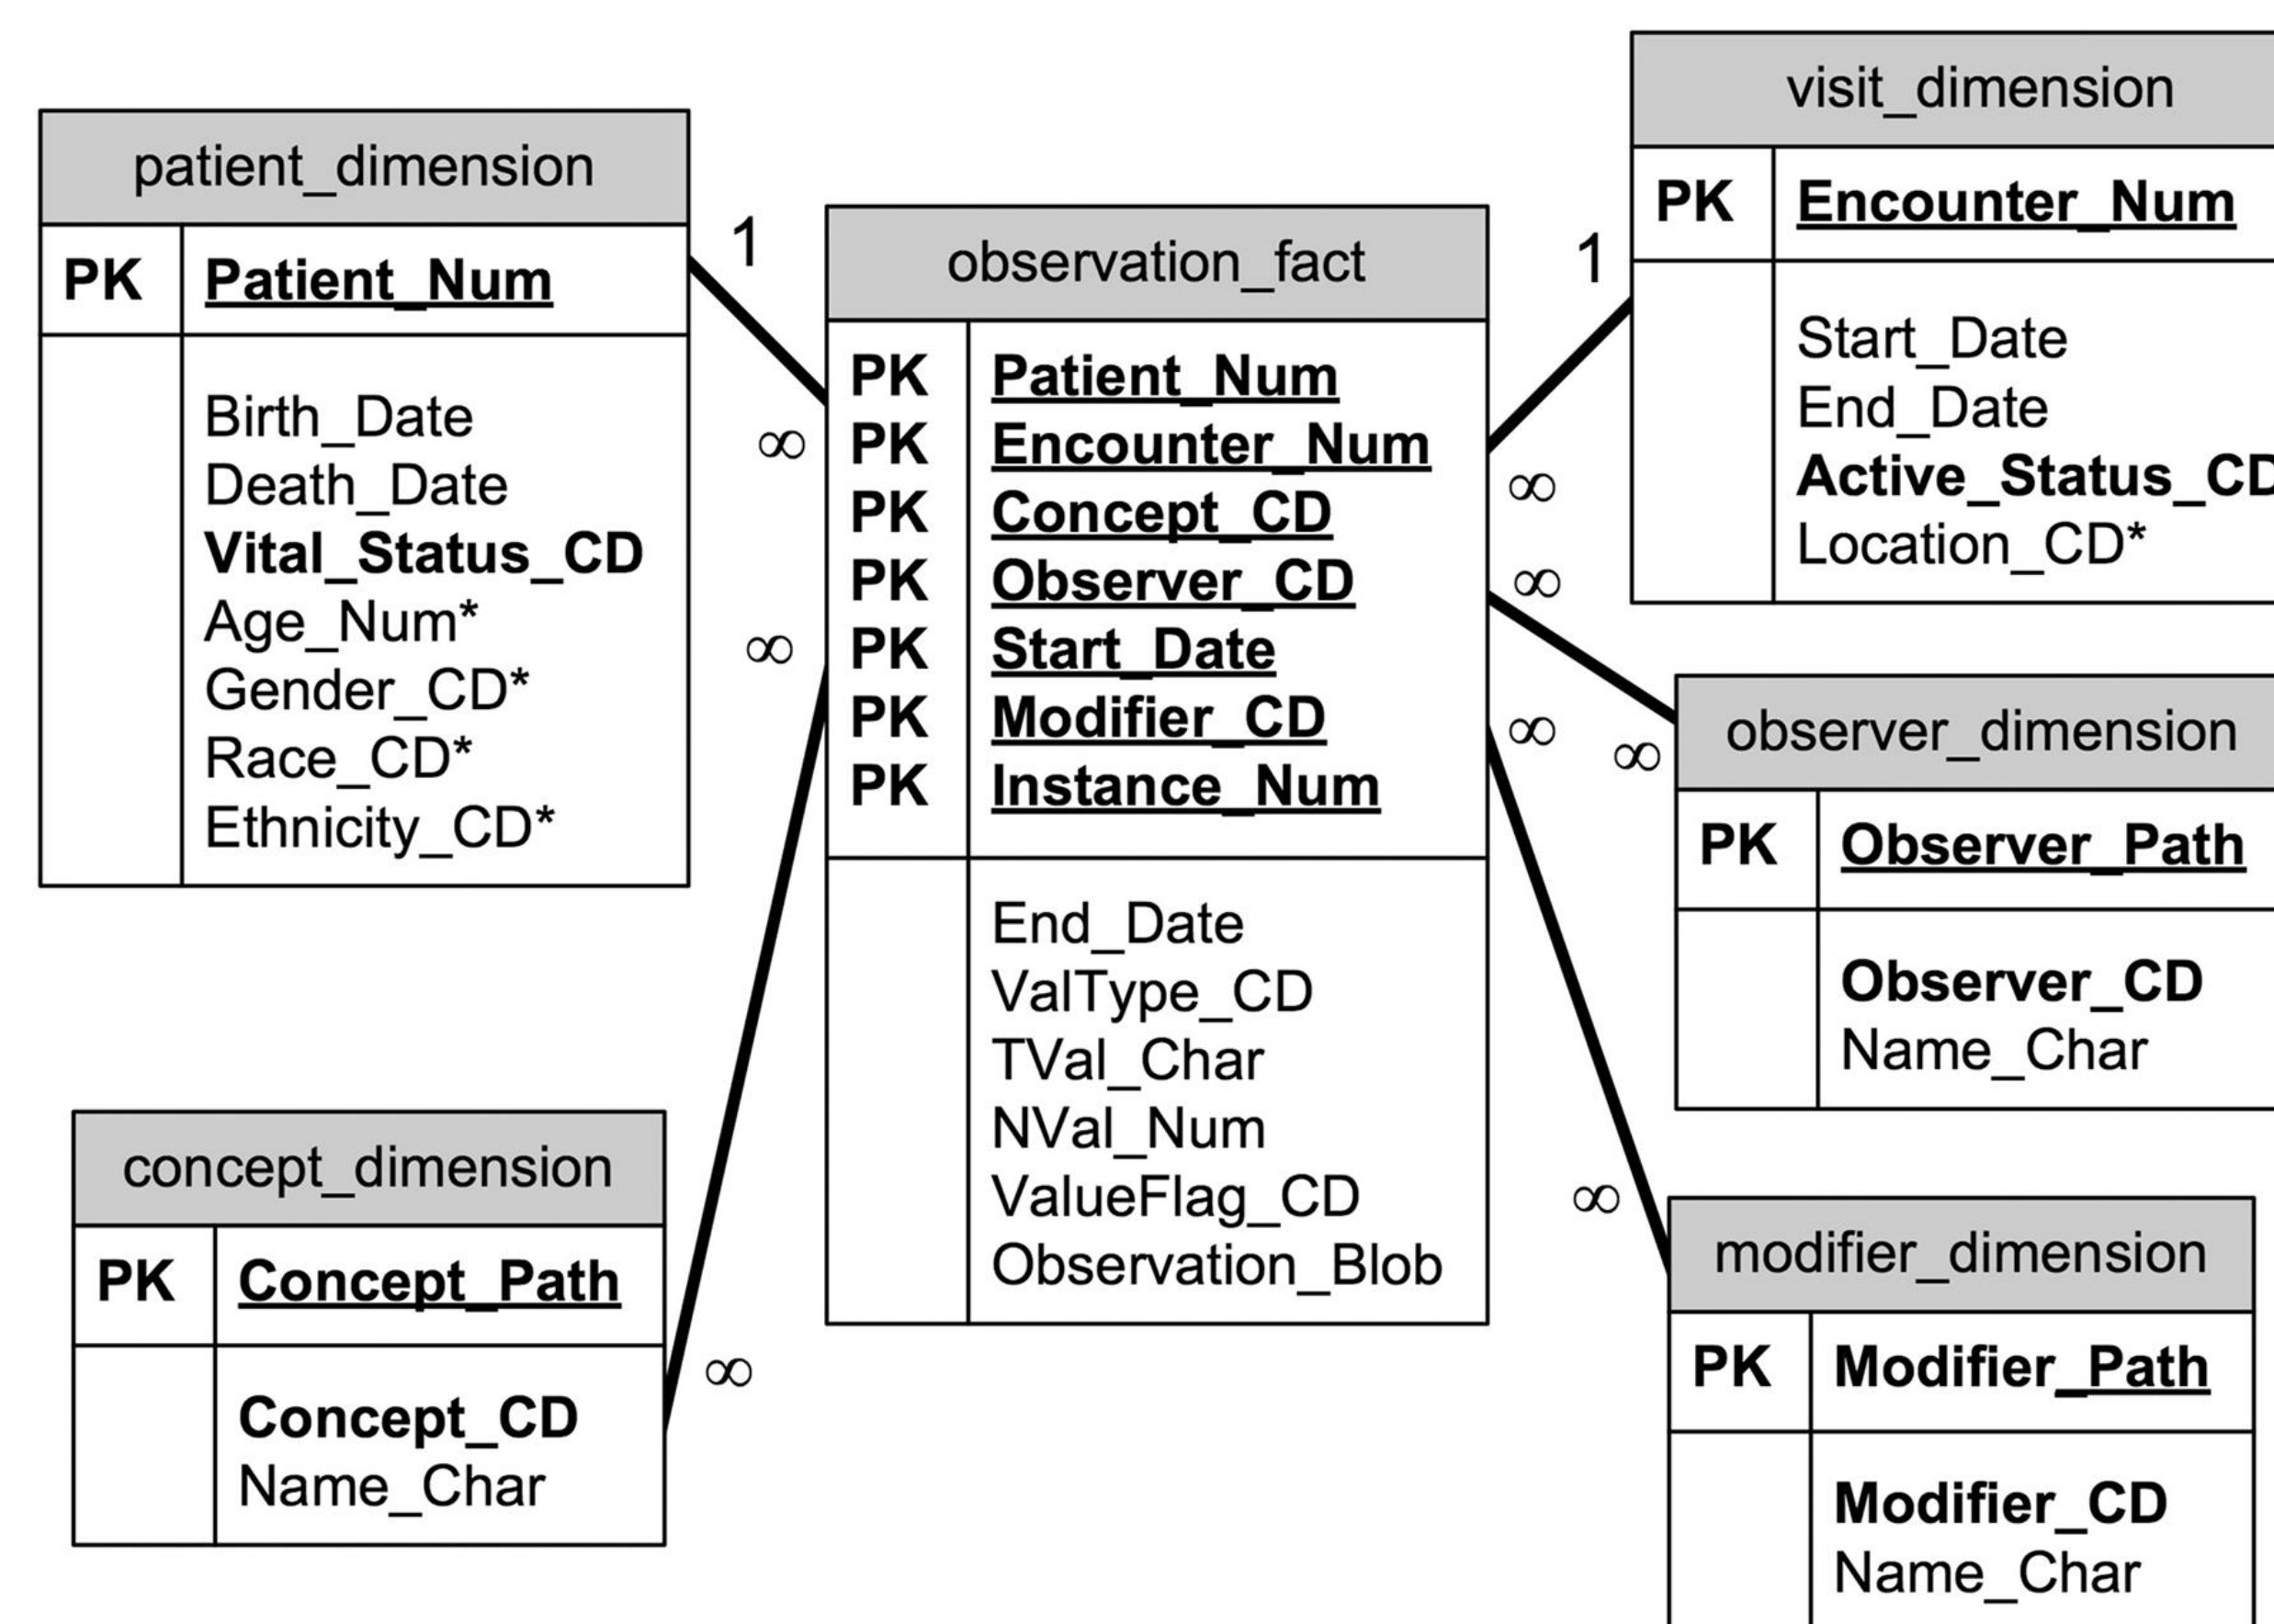 patient_dimension
PK Patient_Num
Birth_Date
Death_Date
Vital_Status_CD
Age_Num*
Gender_CD*
Race_CD*
Ethnicity_CD*
1
∞
∞
concept_dimension
PK Concept_Path
Concept_CD
Name_Char
∞
observation_fact
PK Patient_Num
PK Encounter_Num
PK Concept_CD
PK Observer_CD
PK Start_Date
PK Modifier_CD
PK Instance_Num
End_Date
ValType_CD
TVal_Char
NVal_Num
ValueFlag_CD
Observation_Blob
1
∞
∞
∞
∞
∞
visit_dimension
PK Encounter_Num
Start_Date
End_Date
Active_Status_CD
Location_CD*
observer_dimension
PK Observer_Path
Observer_CD
Name_Char
modifier_dimension
PK Modifier_Path
Modifier_CD
Name_Char